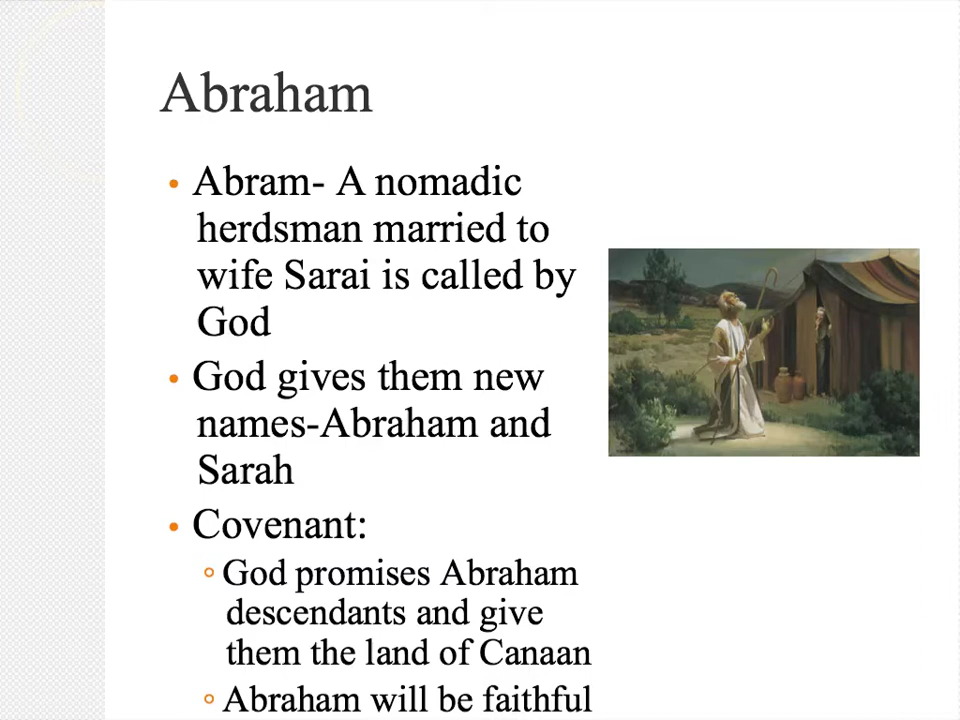 Abraham
• Abram- A nomadic
herdsman married to
wife Sarai is called by
God
• God gives them new
names-Abraham and
Sarah
• Covenant:
◦ God promises Abraham
descendants and give
them the land of Canaan
◦ Abraham will be faithful